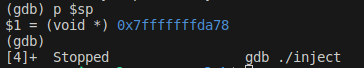 (gdb) p $sp
$1 = (void *) 0x7fffffffda78
(gdb)
[4]+  Stopped                 gdb ./inject